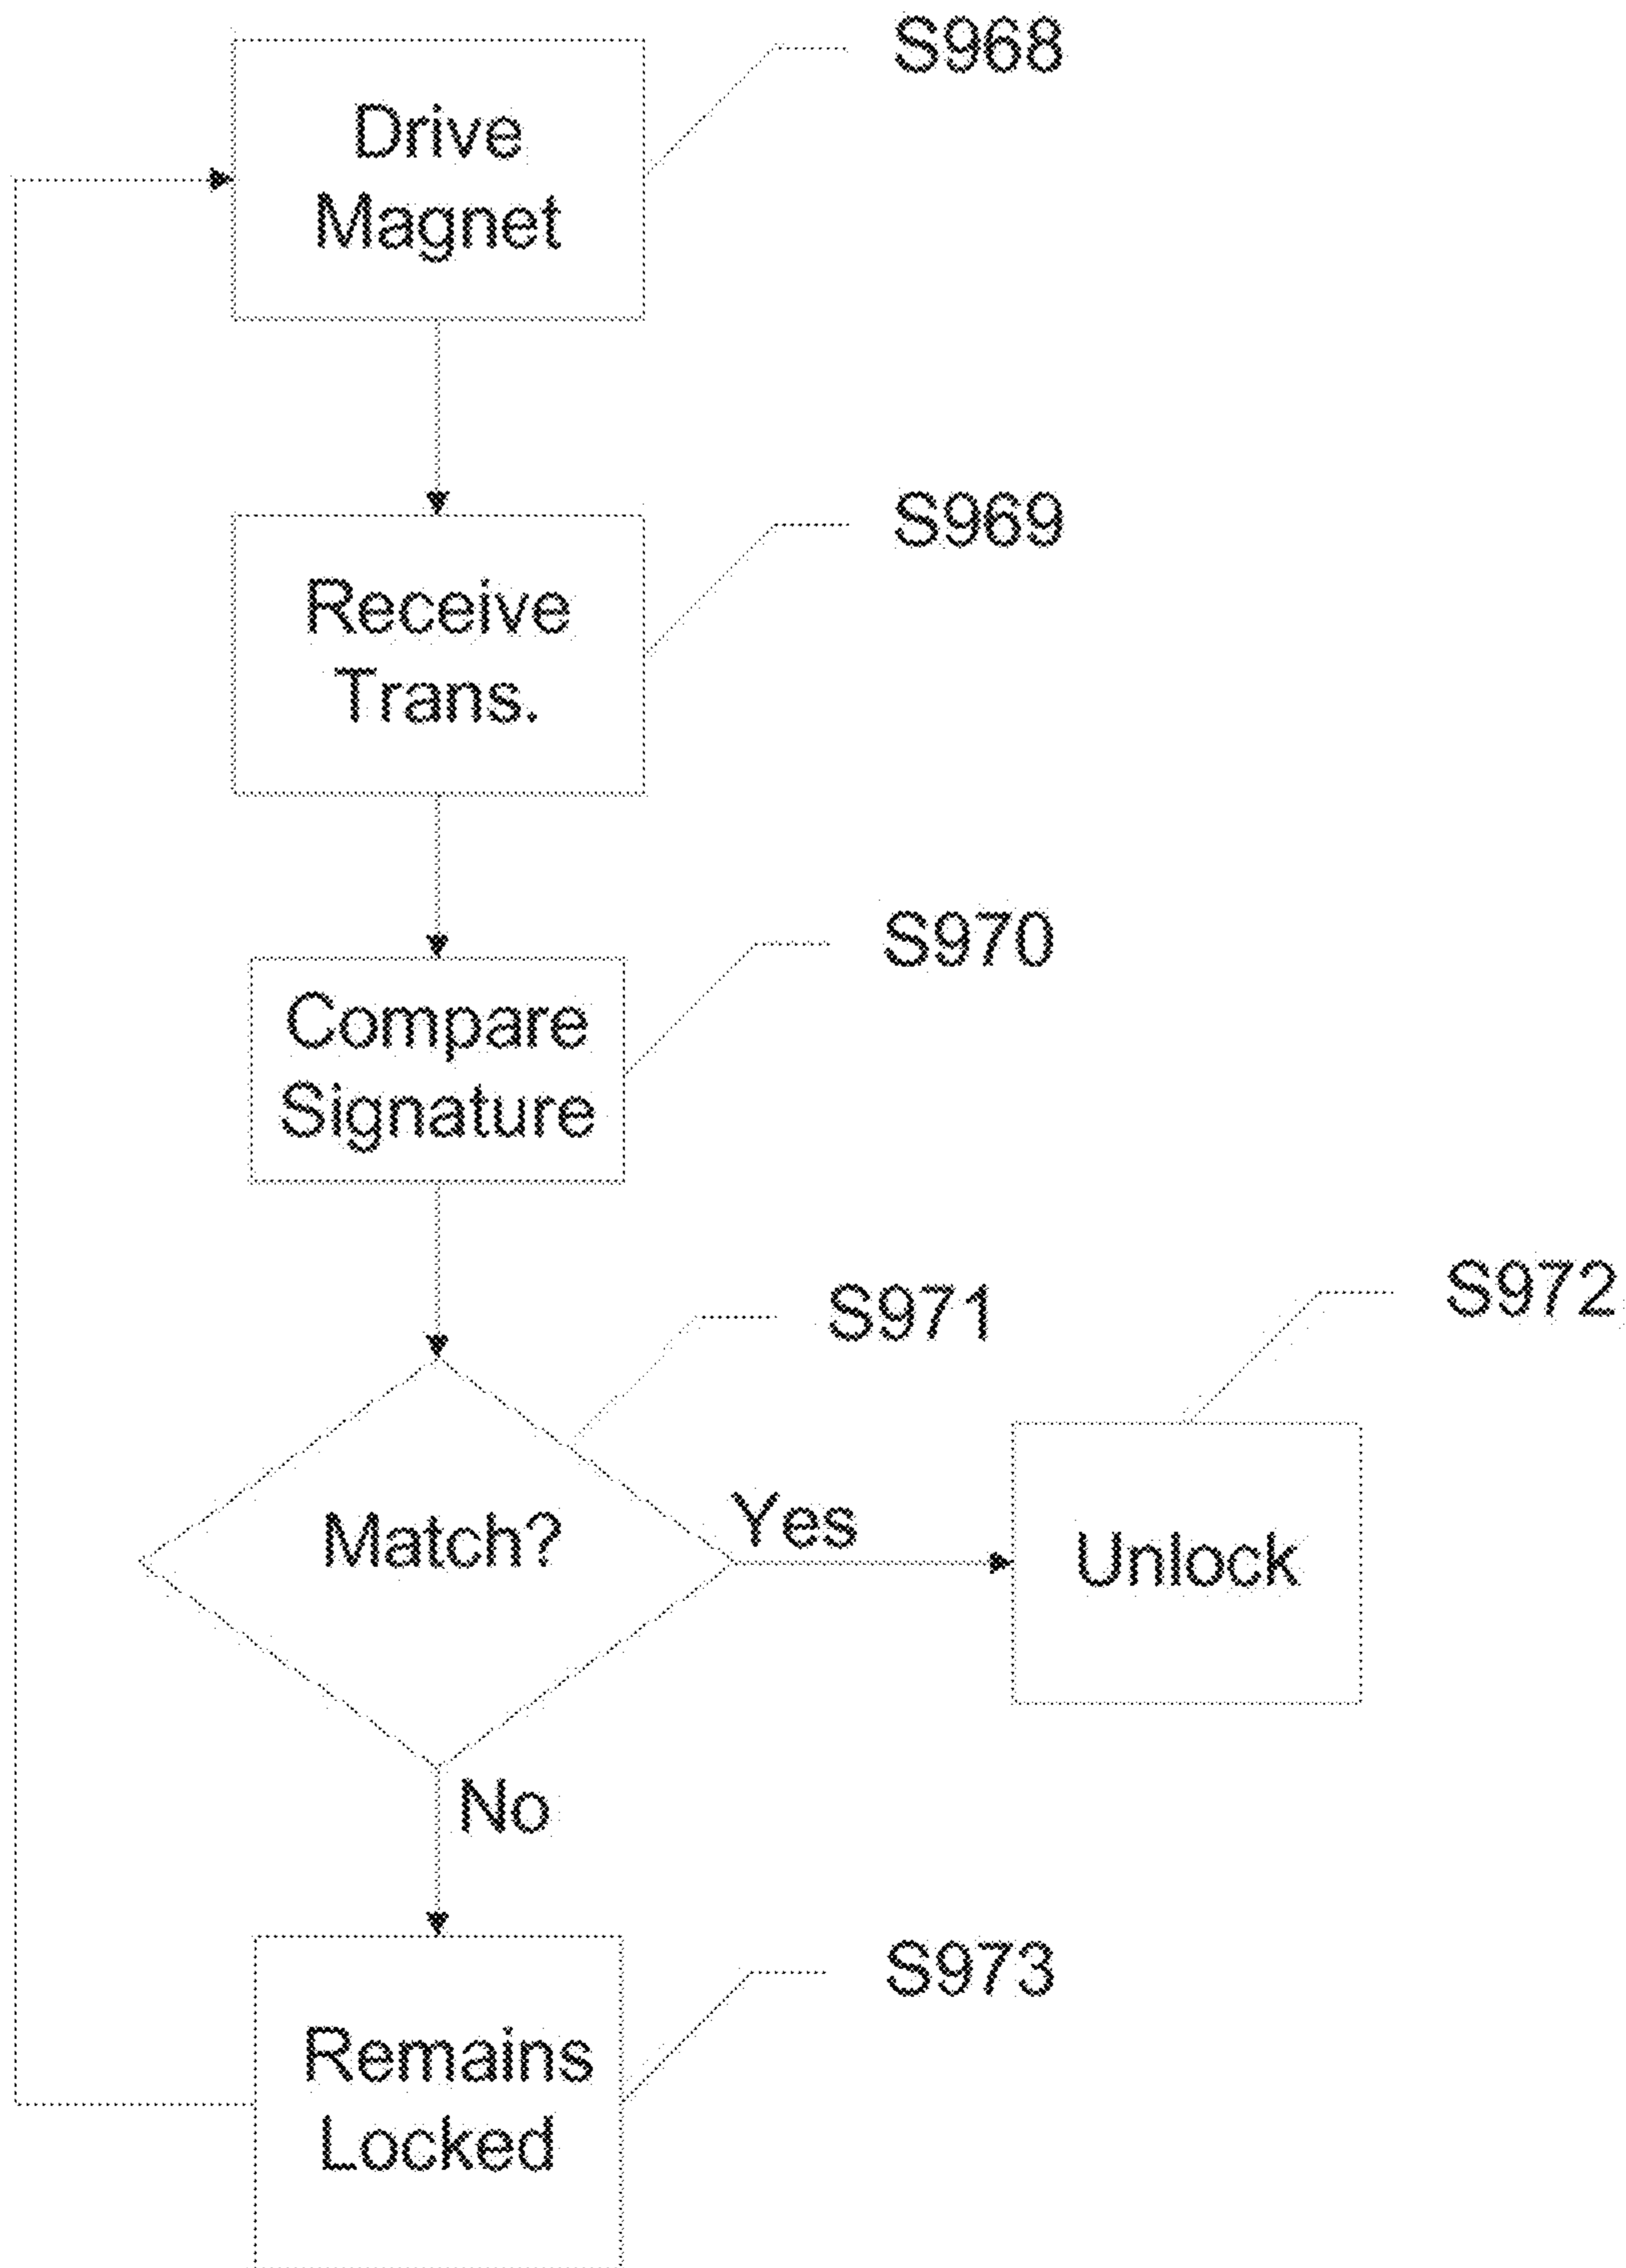 S968
Drive
Magnet
S969
Receive
Trans.
S970
Compare
Signature
S971
S972
Match?
Yes
Unlock
No
S973
Remains
Locked